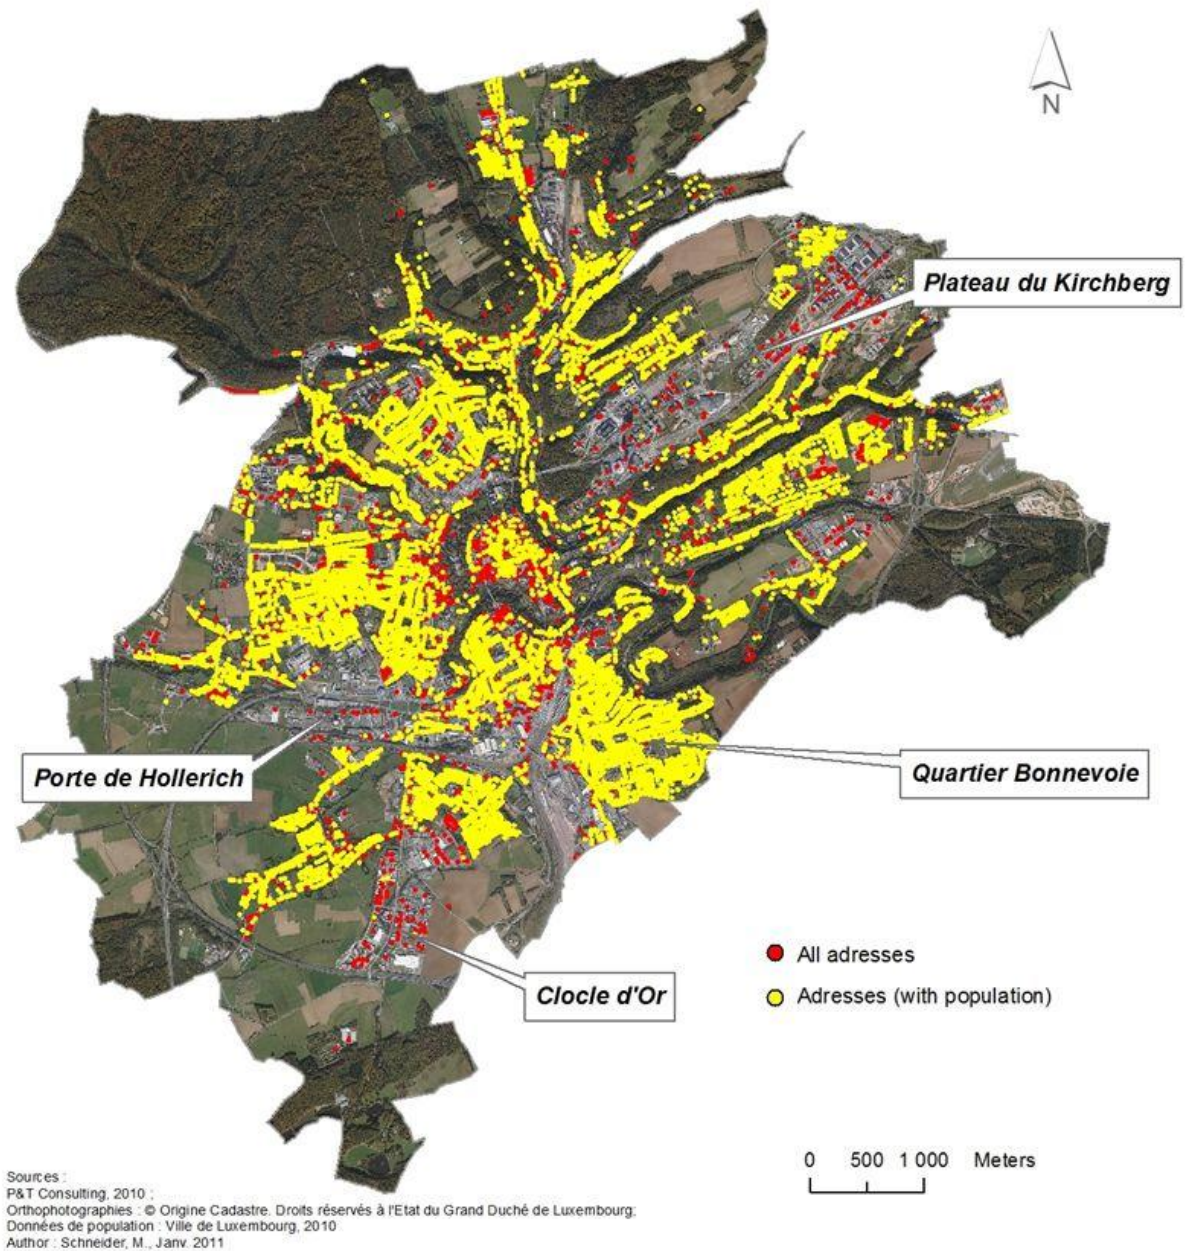 N
Plateau du Kirchberg
Porte de Hollerich
Quartier Bonnevoie
Clocle d'Or
All adresses
Adresses (with population)
0 500 1 000 Meters
Sources :
P&T Consulting, 2010 ;
Orthophotographies : © Origine Cadastre. Droits réservés à l'Etat du Grand Duché de Luxembourg;
Données de population : Ville de Luxembourg, 2010
Author : Schneider, M., Janv. 2011